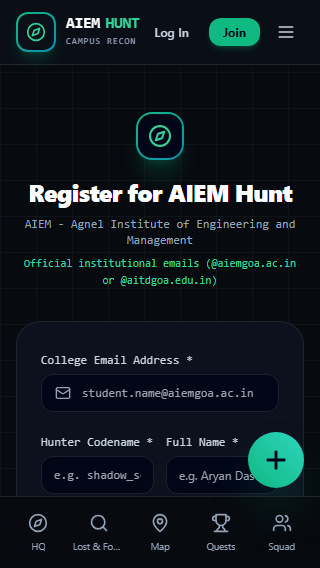 AIEM HUNT
CAMPUS RECON
Log In
Join
Register for AIEM Hunt
AIEM - Agnel Institute of Engineering and
Management
Official institutional emails (@aiemgoa.ac.in
or @aitdgoa.edu.in)
College Email Address *
student.name@aiemgoa.ac.in
Hunter Codename * Full Name *
e.g. shadow_s
e.g. Aryan Das
HQ
Lost & Fo...
Map
Quests
Squad